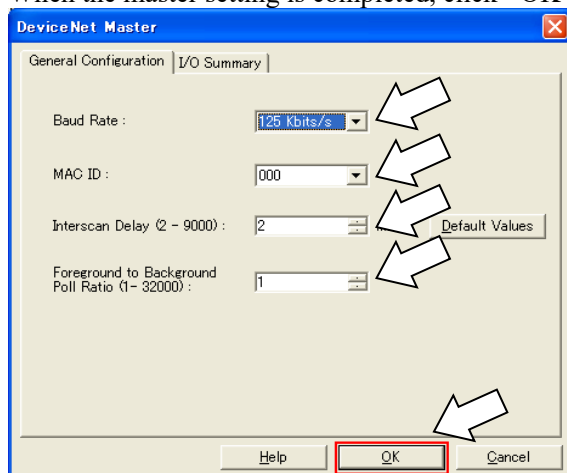 When the master setting is completed, click "OK
DeviceNet Master
General Configuration I/O Summary
Baud Rate : 125 Kbits/s
MAC ID : 000
Interscan Delay (2 - 9000) : 2 Default Values
Foreground to Background
Poll Ratio (1- 32000) : 1
Help OK Cancel